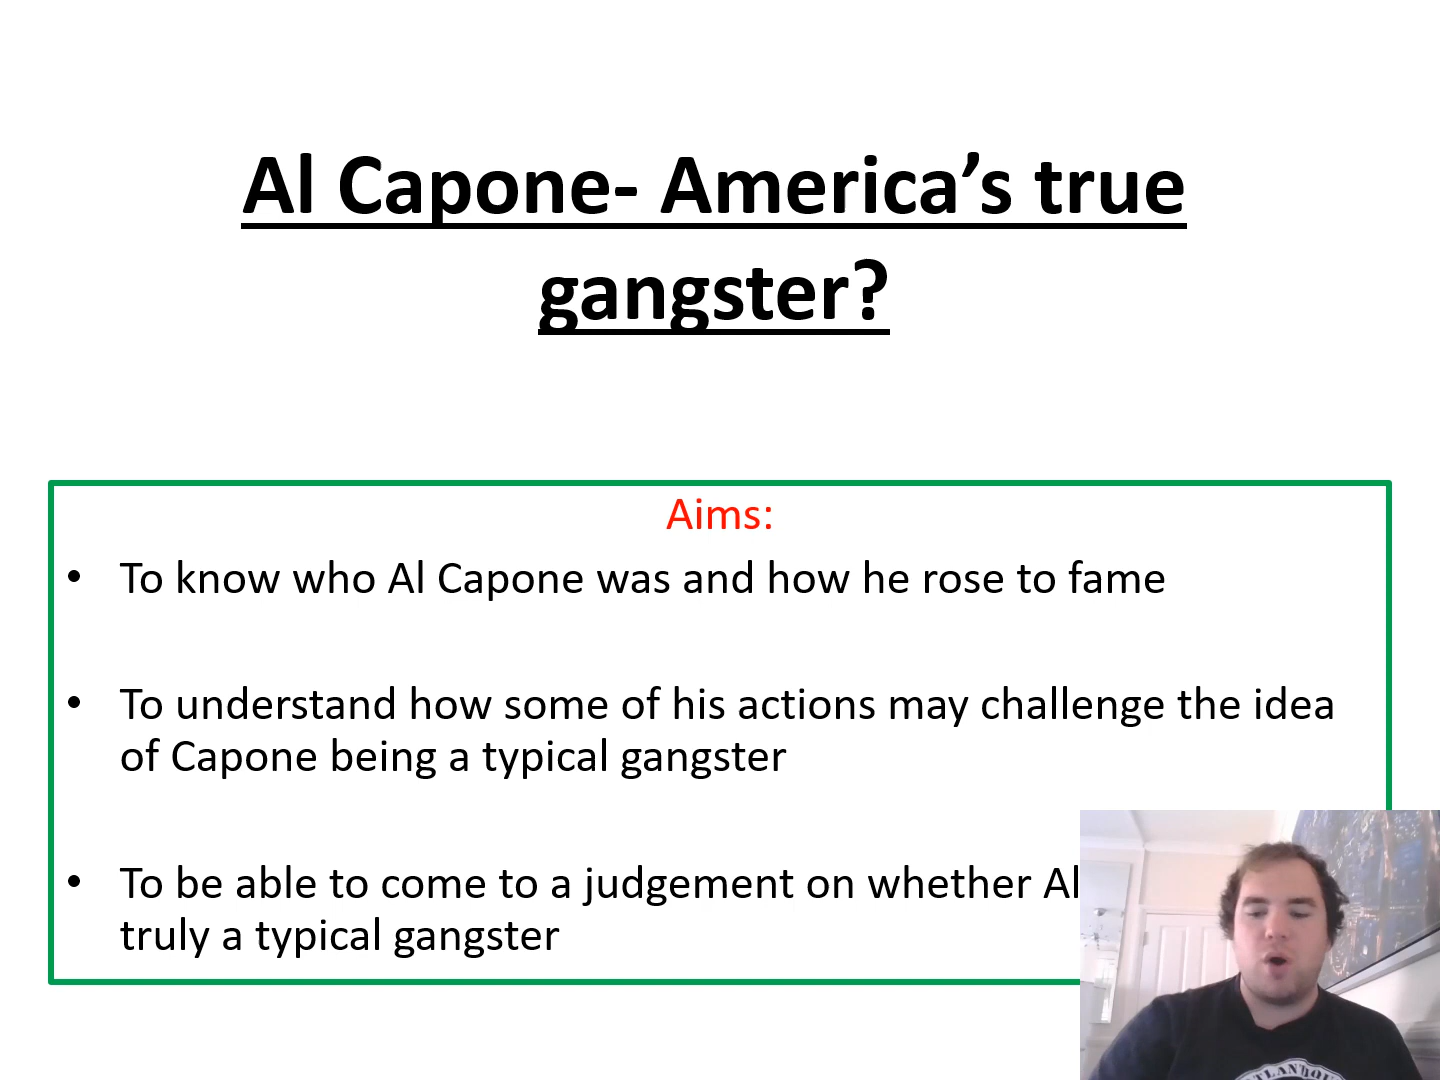 Al Capone- America’s true
gangster?
Aims:
• To know who Al Capone was and how he rose to fame
• To understand how some of his actions may challenge the idea
of Capone being a typical gangster
• To be able to come to a judgement on whether Al
truly a typical gangster